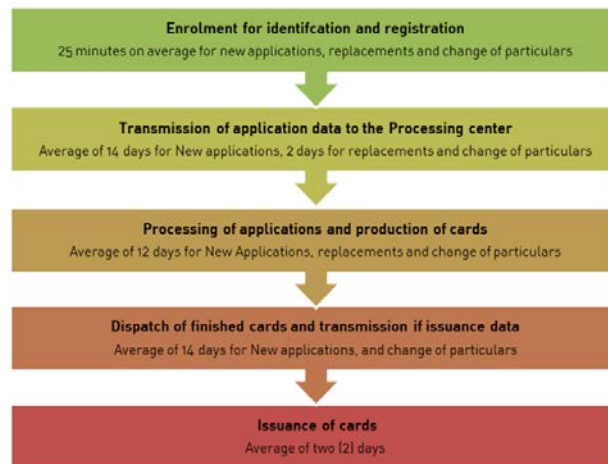 Enrolment for identifcation and registration
25 minutes on average for new applications, replacements and change of particulars
Transmission of application data to the Processing center
Average of 14 days for New applications, 2 days for replacements and change of particulars
Processing of applications and production of cards
Average of 12 days for New Applications, replacements and change of particulars
Dispatch of finished cards and transmission if issuance data
Average of 14 days for New applications, and change of particulars
Issuance of cards
Average of two (2) days